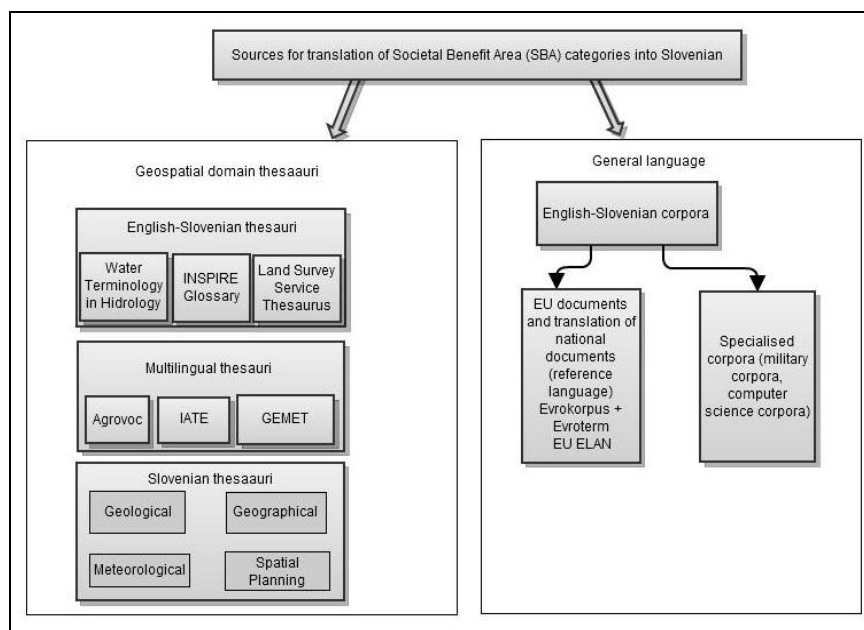 Sources for translation of Societal Benefit Area (SBA) categories into Slovenian
Geospatial domain thesaauri
English-Slovenian thesauri
Water
Terminology
in Hidrology
INSPIRE
Glossary
Land Survey
Service
Thesaurus
Multilingual thesauri
Agrovoc
IATE
GEMET
Slovenian thesaauri
Geological
Geographical
Meteorological
Spatial
Planning
General language
English-Slovenian corpora
EU documents
and translation of
national
documents
(reference
language)
Evrokorpus +
Evroterm
EU ELAN
Specialised
corpora (military
corpora,
computer
science corpora)